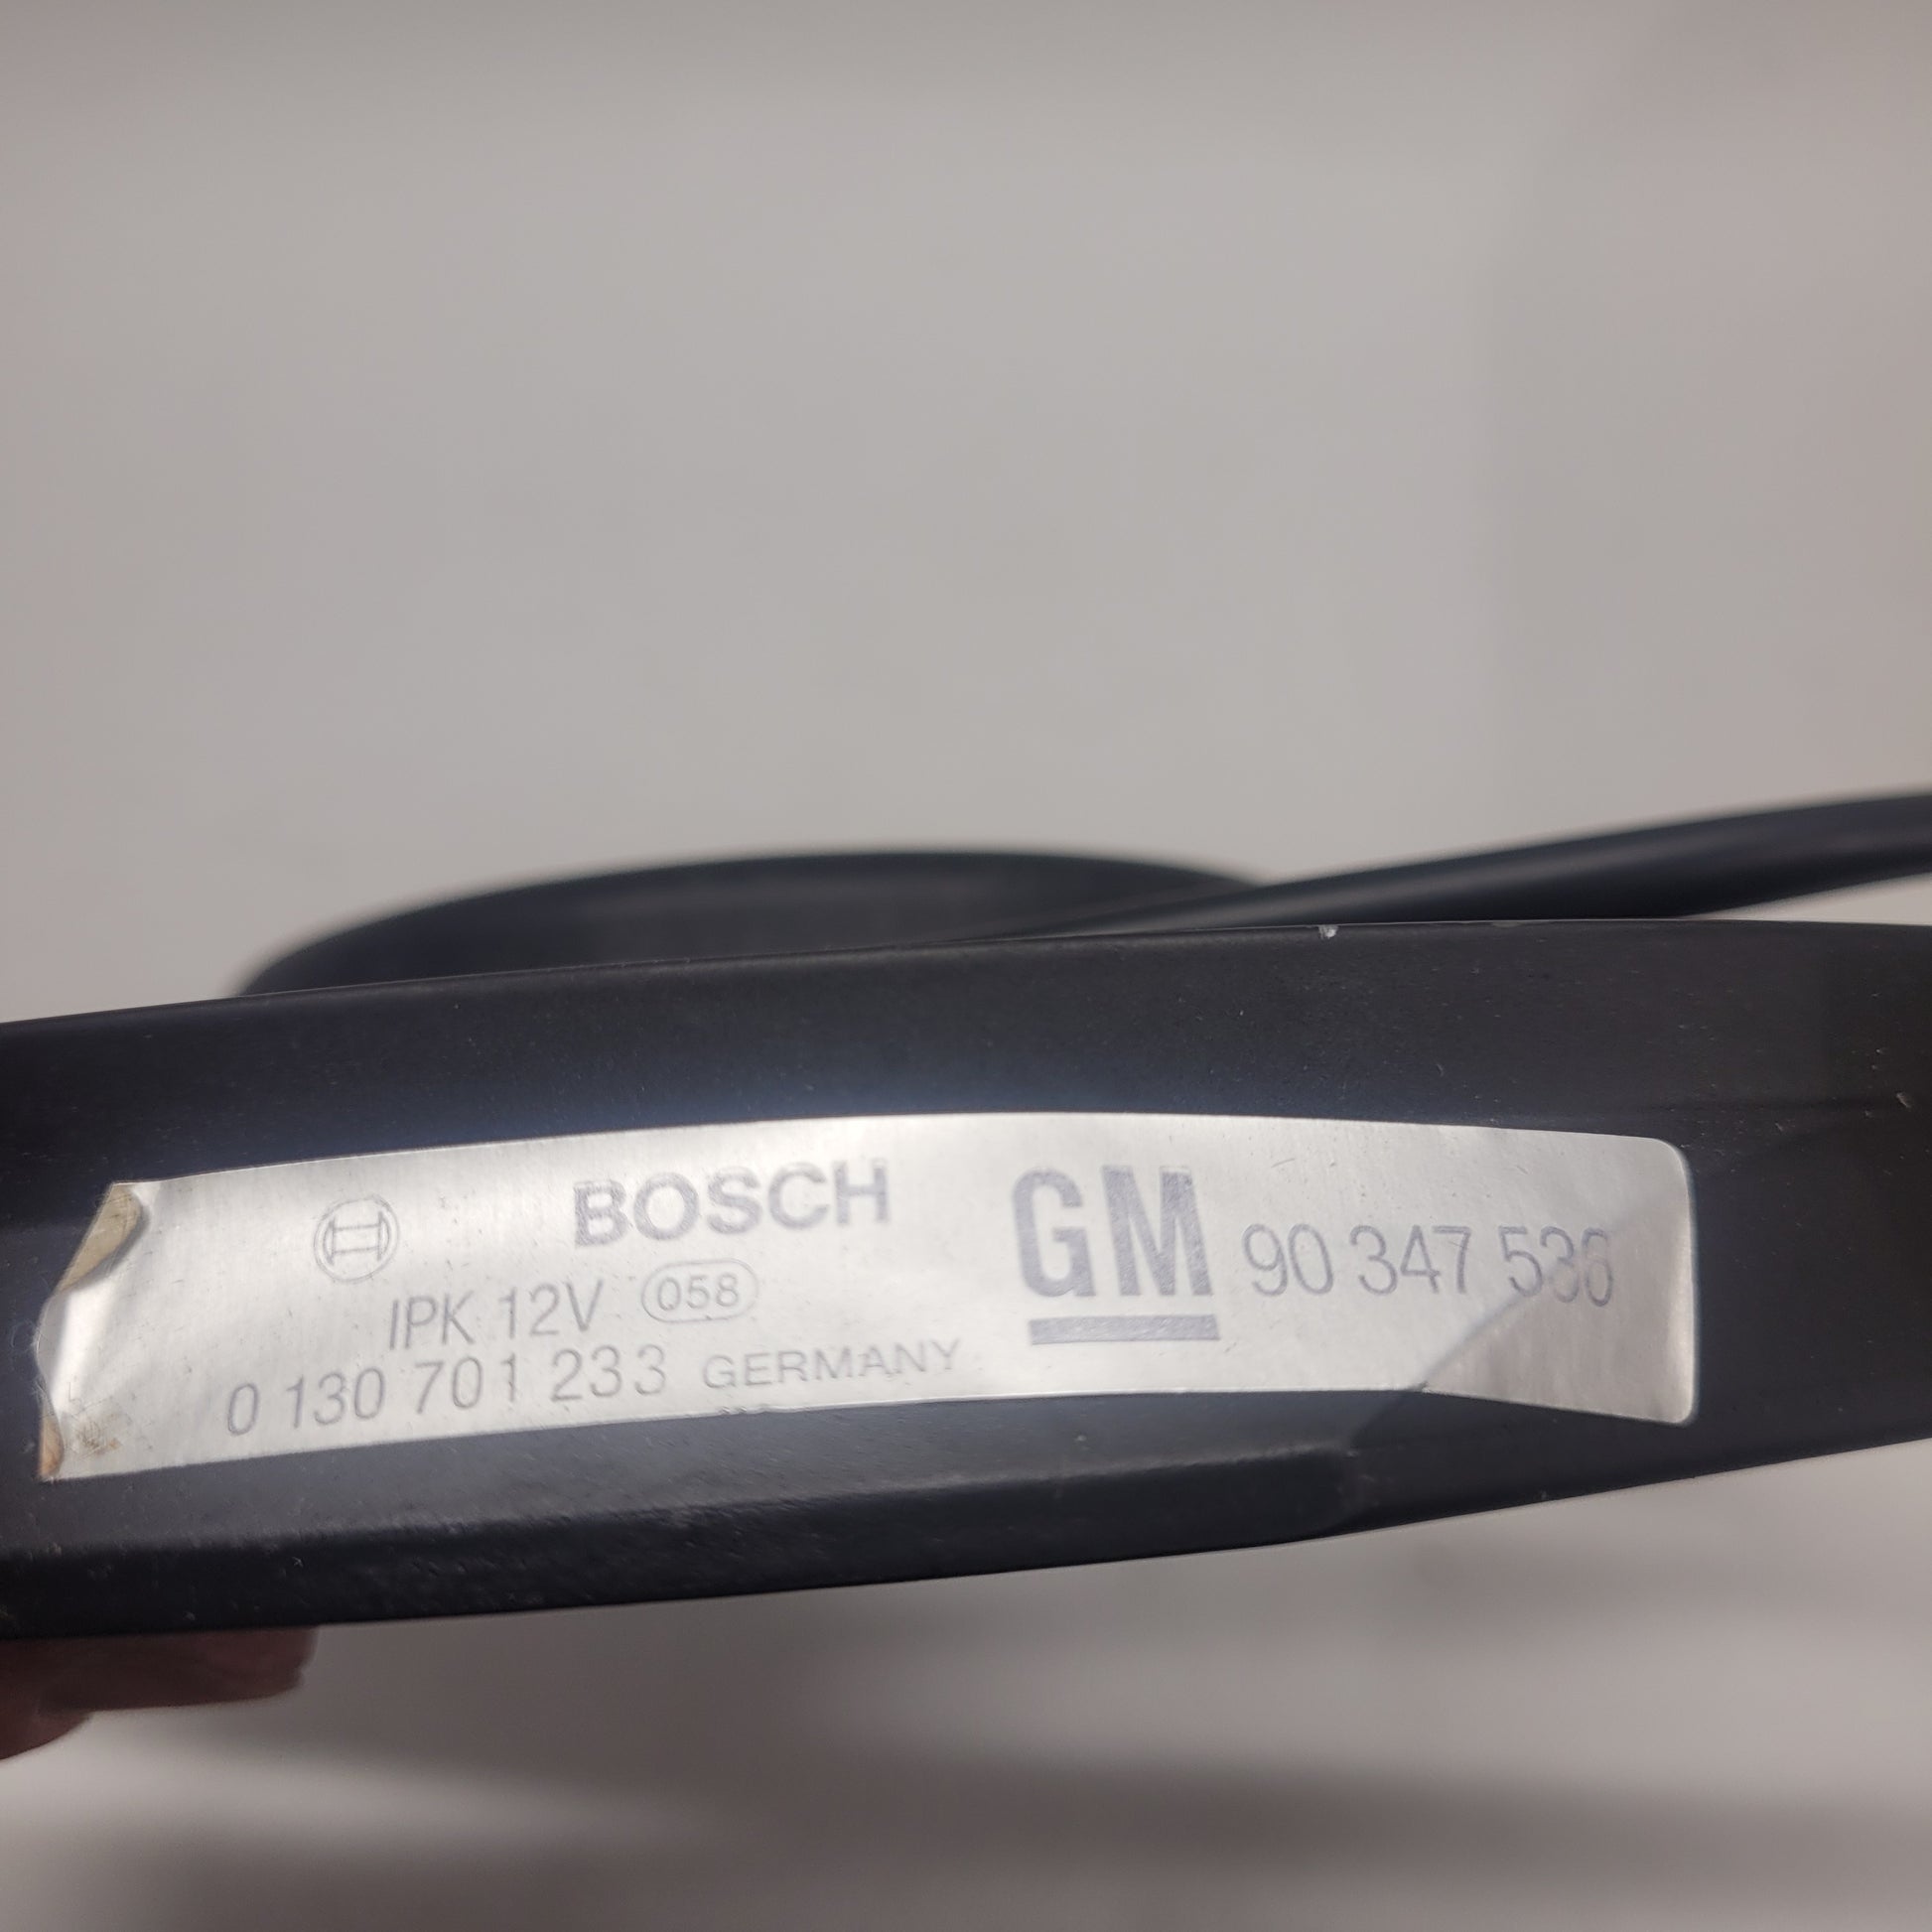 BOSCH
IPK 12V 058
0 130 701 233 GERMANY
GM 90 347 536